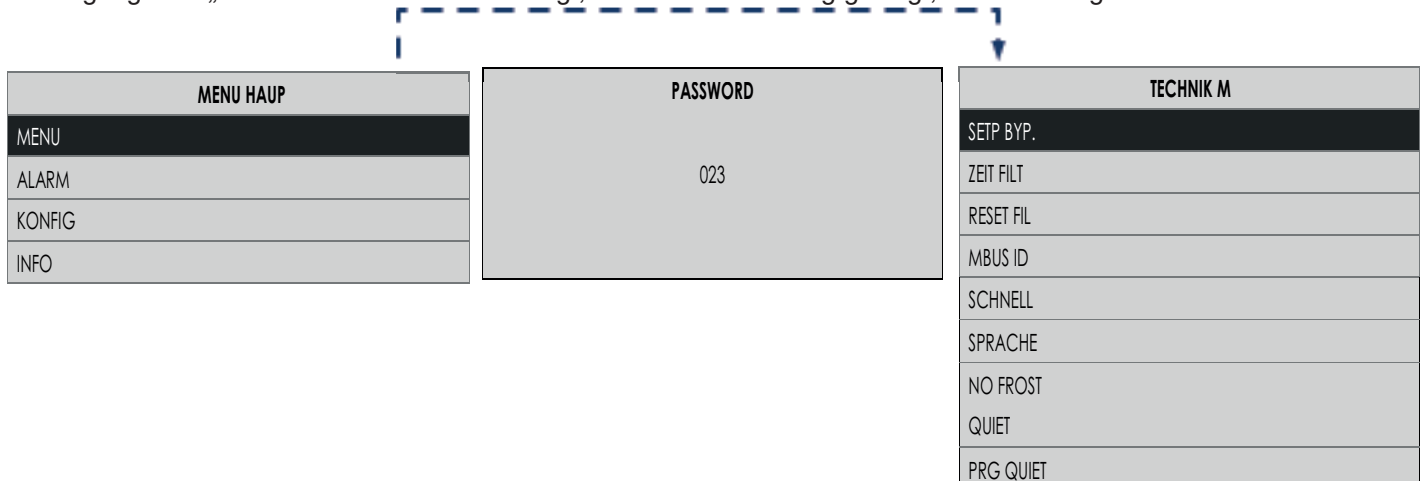 MENU HAUP
MENU
ALARM
KONFIG
INFO
PASSWORD
023
TECHNIK M
SETP BYP.
ZEIT FILT
RESET FIL
MBUS ID
SCHNELL
SPRACHE
NO FROST
QUIET
PRG QUIET